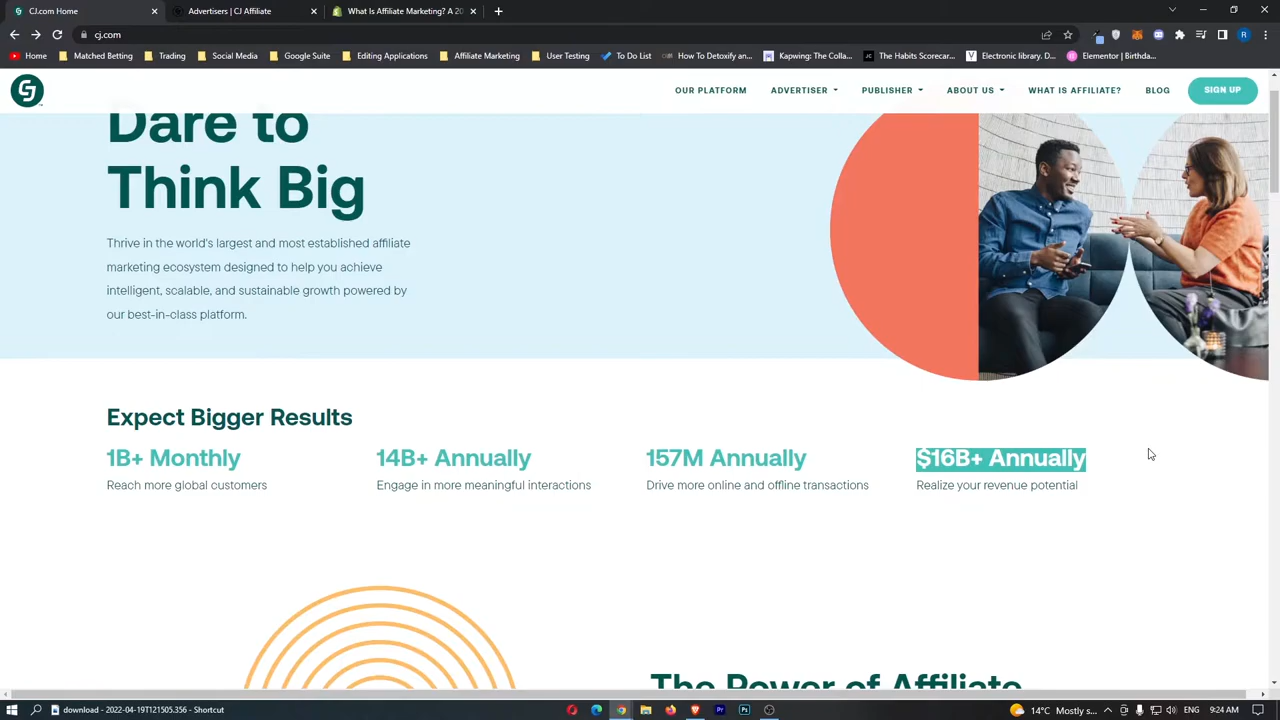 CJ.com Home
Advertisers | CJ Affiliate
What Is Affiliate Marketing? A 20
cj.com
Home
Matched Betting
Trading
Social Media
Google Suite
Editing Applications
Affiliate Marketing
User Testing
To Do List
How To Detoxify an...
Kapwing: The Colla...
The Habits Scorecar...
Electronic library. D...
Elementor | Birthda...
OUR PLATFORM
ADVERTISER
PUBLISHER
ABOUT US
WHAT IS AFFILIATE?
BLOG
SIGN UP
Dare to
Think Big
Thrive in the world's largest and most established affiliate
marketing ecosystem designed to help you achieve
intelligent, scalable, and sustainable growth powered by
our best-in-class platform.
Expect Bigger Results
1B+ Monthly
Reach more global customers
14B+ Annually
Engage in more meaningful interactions
157M Annually
Drive more online and offline transactions
$16B+ Annually
Realize your revenue potential
The Power of Affiliate
download - 2022-04-19T121505.356 - Shortcut
14°C Mostly...
9:24 AM